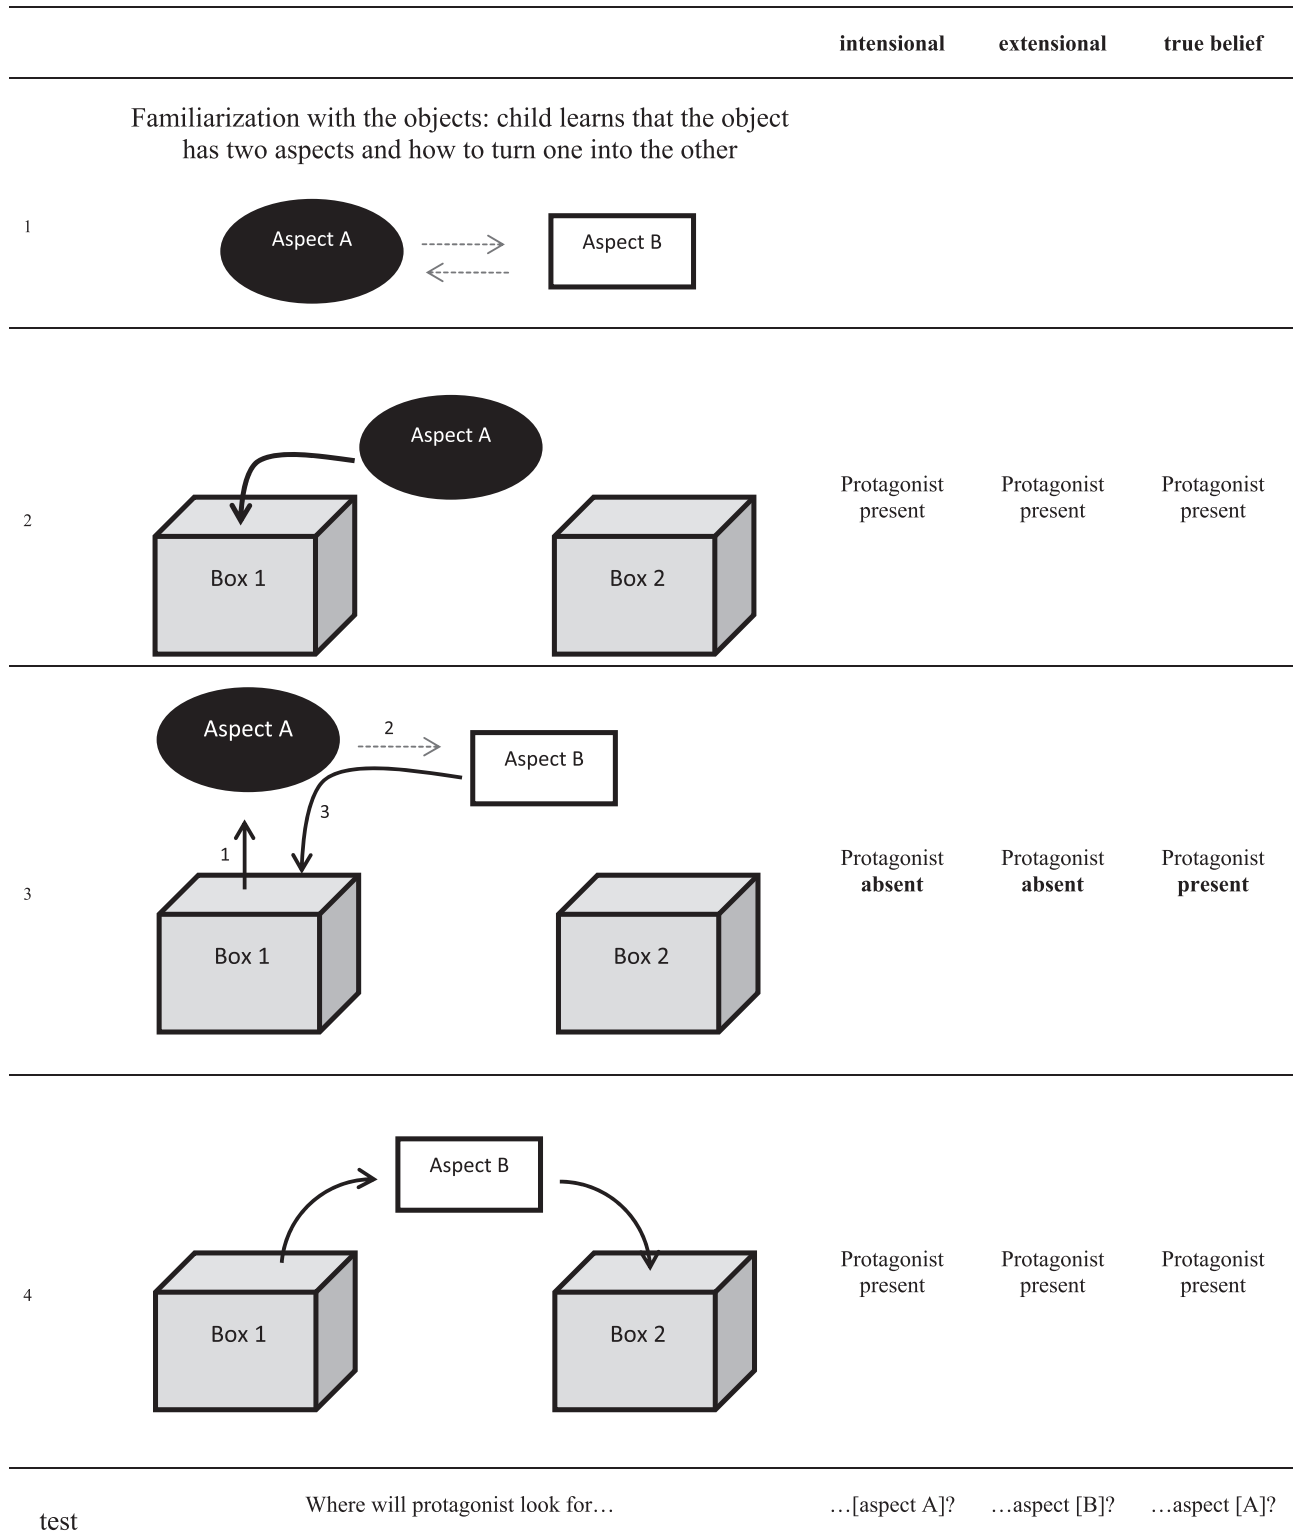 intensional extensional true belief
Familiarization with the objects: child learns that the object
has two aspects and how to turn one into the other
1
Aspect A
Aspect B
2
Aspect A
Box 1
Box 2
Protagonist present
Protagonist present
Protagonist present
3
Aspect A
2
Aspect B
3
1
Box 1
Box 2
Protagonist absent
Protagonist absent
Protagonist present
4
Aspect B
Box 1
Box 2
Protagonist present
Protagonist present
Protagonist present
test
Where will protagonist look for… …[aspect A]? …aspect [B]? …aspect [A]?